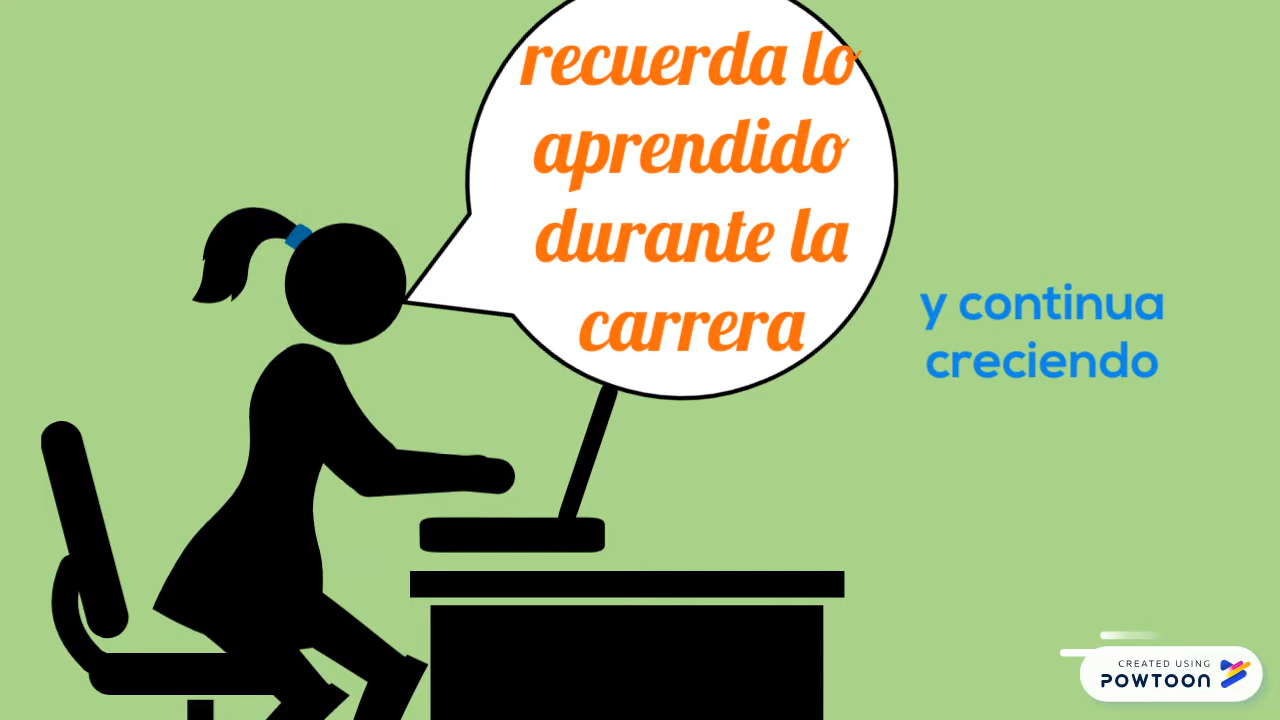 recuerda lo
aprendido
durante la
carrera
y continua
creciendo
CREATED USING
POWTOON